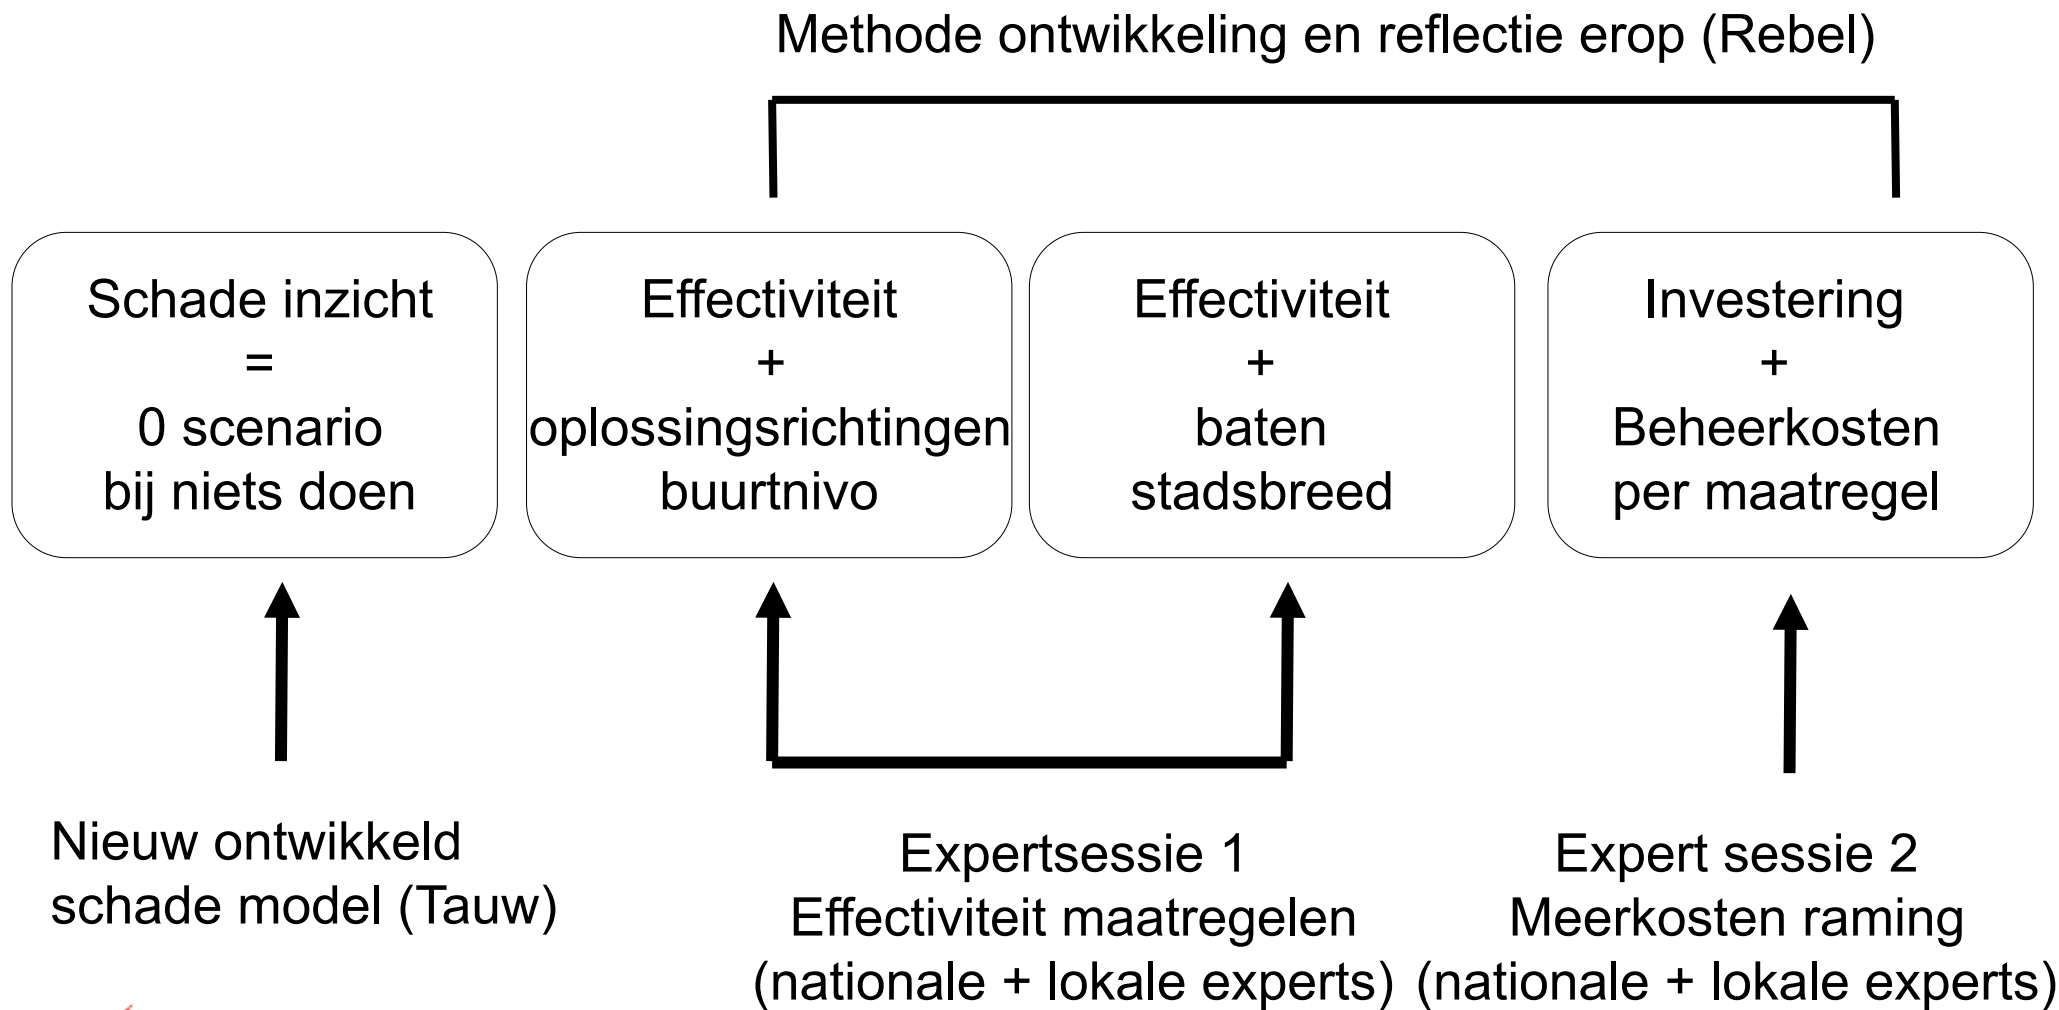 Methode ontwikkeling en reflectie erop (Rebel)
Schade inzicht
=
0 scenario
bij niets doen
Effectiviteit
+
oplossingsrichtingen
buurtnivo
Effectiviteit
+
baten
stadsbreed
Investering
+
Beheerkosten
per maatregel
Nieuw ontwikkeld
schade model (Tauw)
Expertsessie 1
Effectiviteit maatregelen
(nationale + lokale experts)
Expert sessie 2
Meerkosten raming
(nationale + lokale experts)